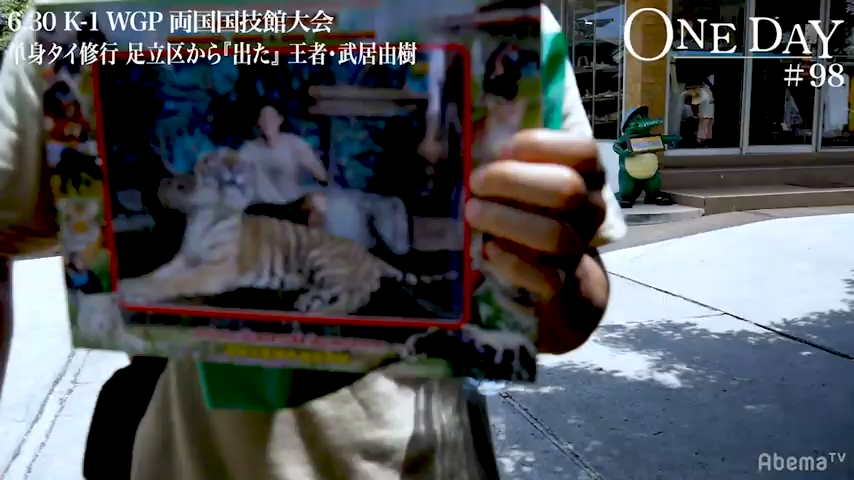 6.30 K-1 WGP 両国国技館大会
単身タイ修行 足立区から『出た』 王者・武居由樹
ONE DAY
#98
AbemaTV